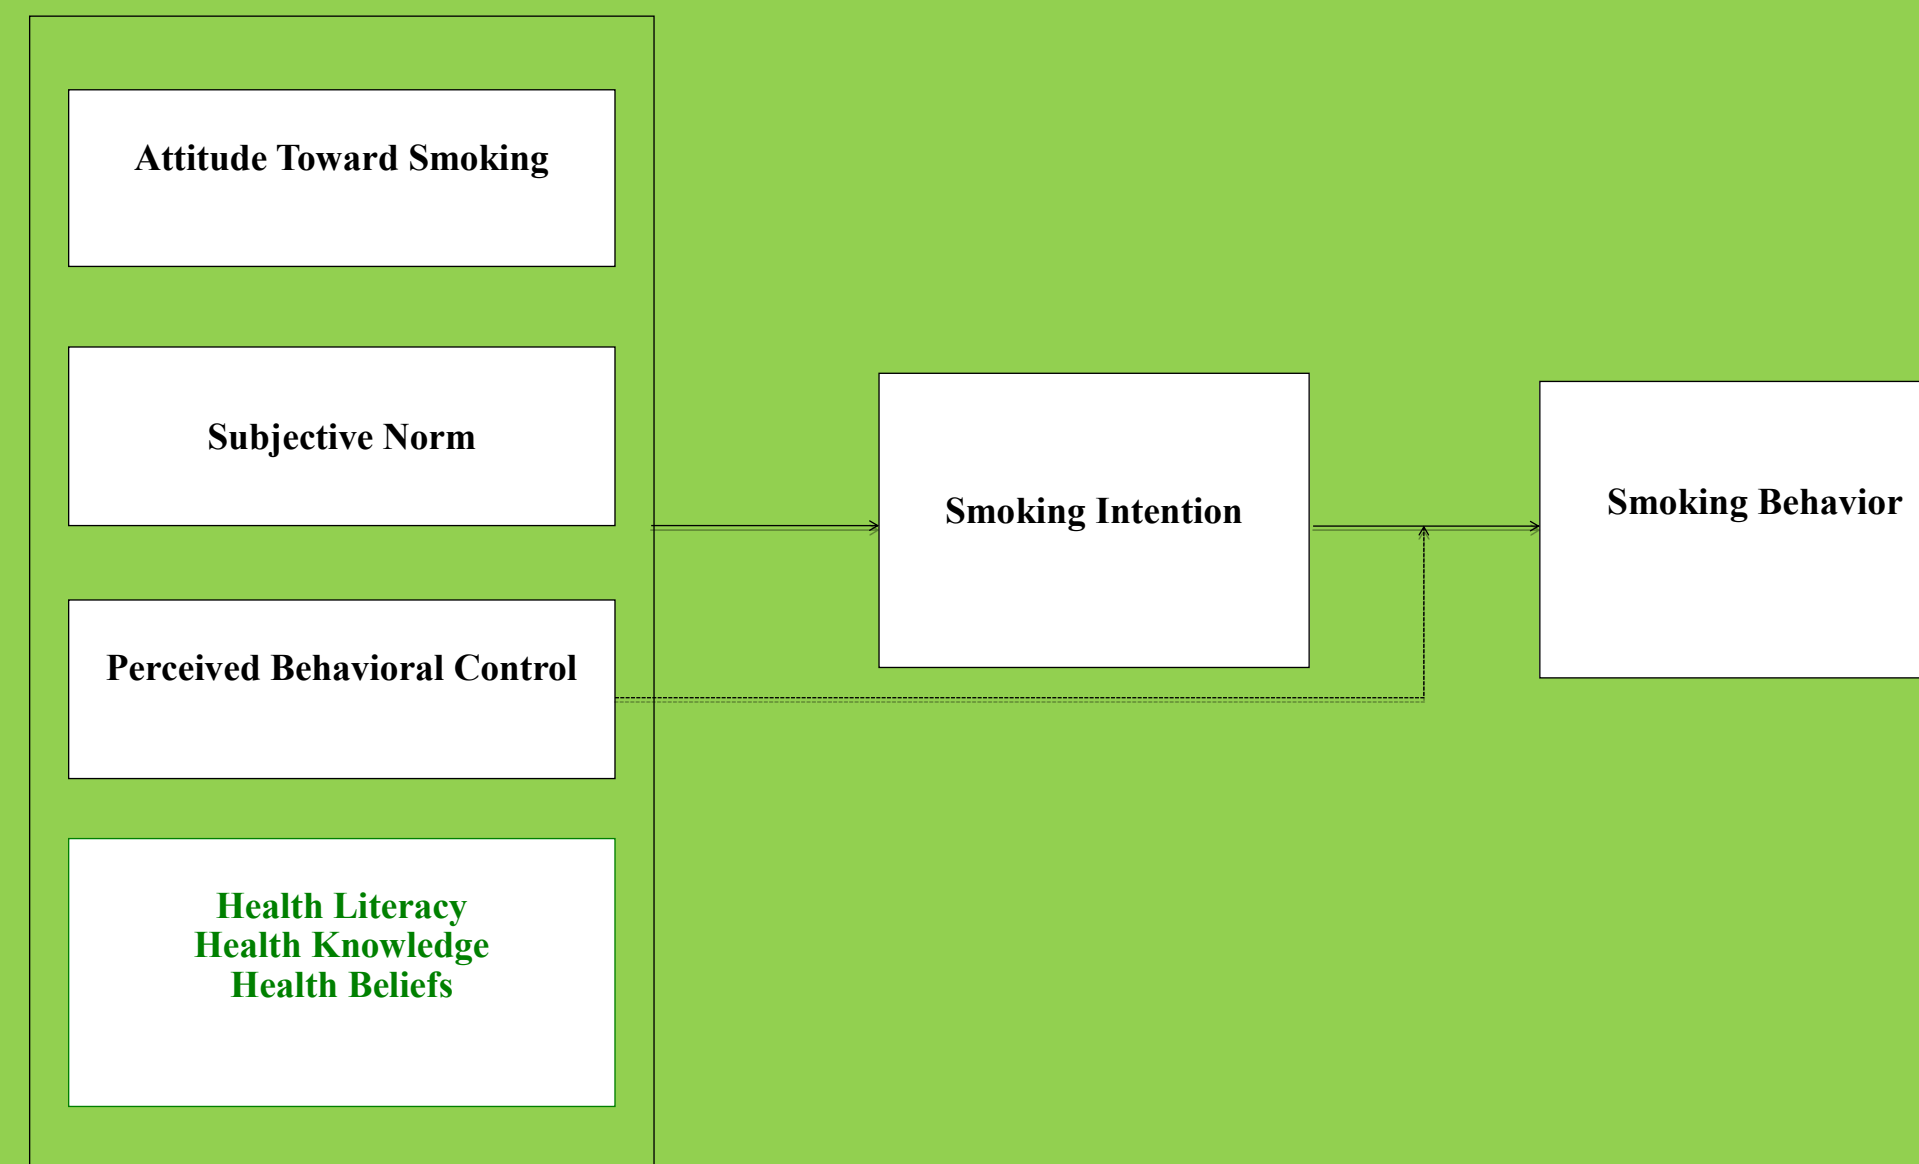 Attitude Toward Smoking
Subjective Norm
Smoking Intention
Smoking Behavior
Perceived Behavioral Control
Health Literacy
Health Knowledge
Health Beliefs